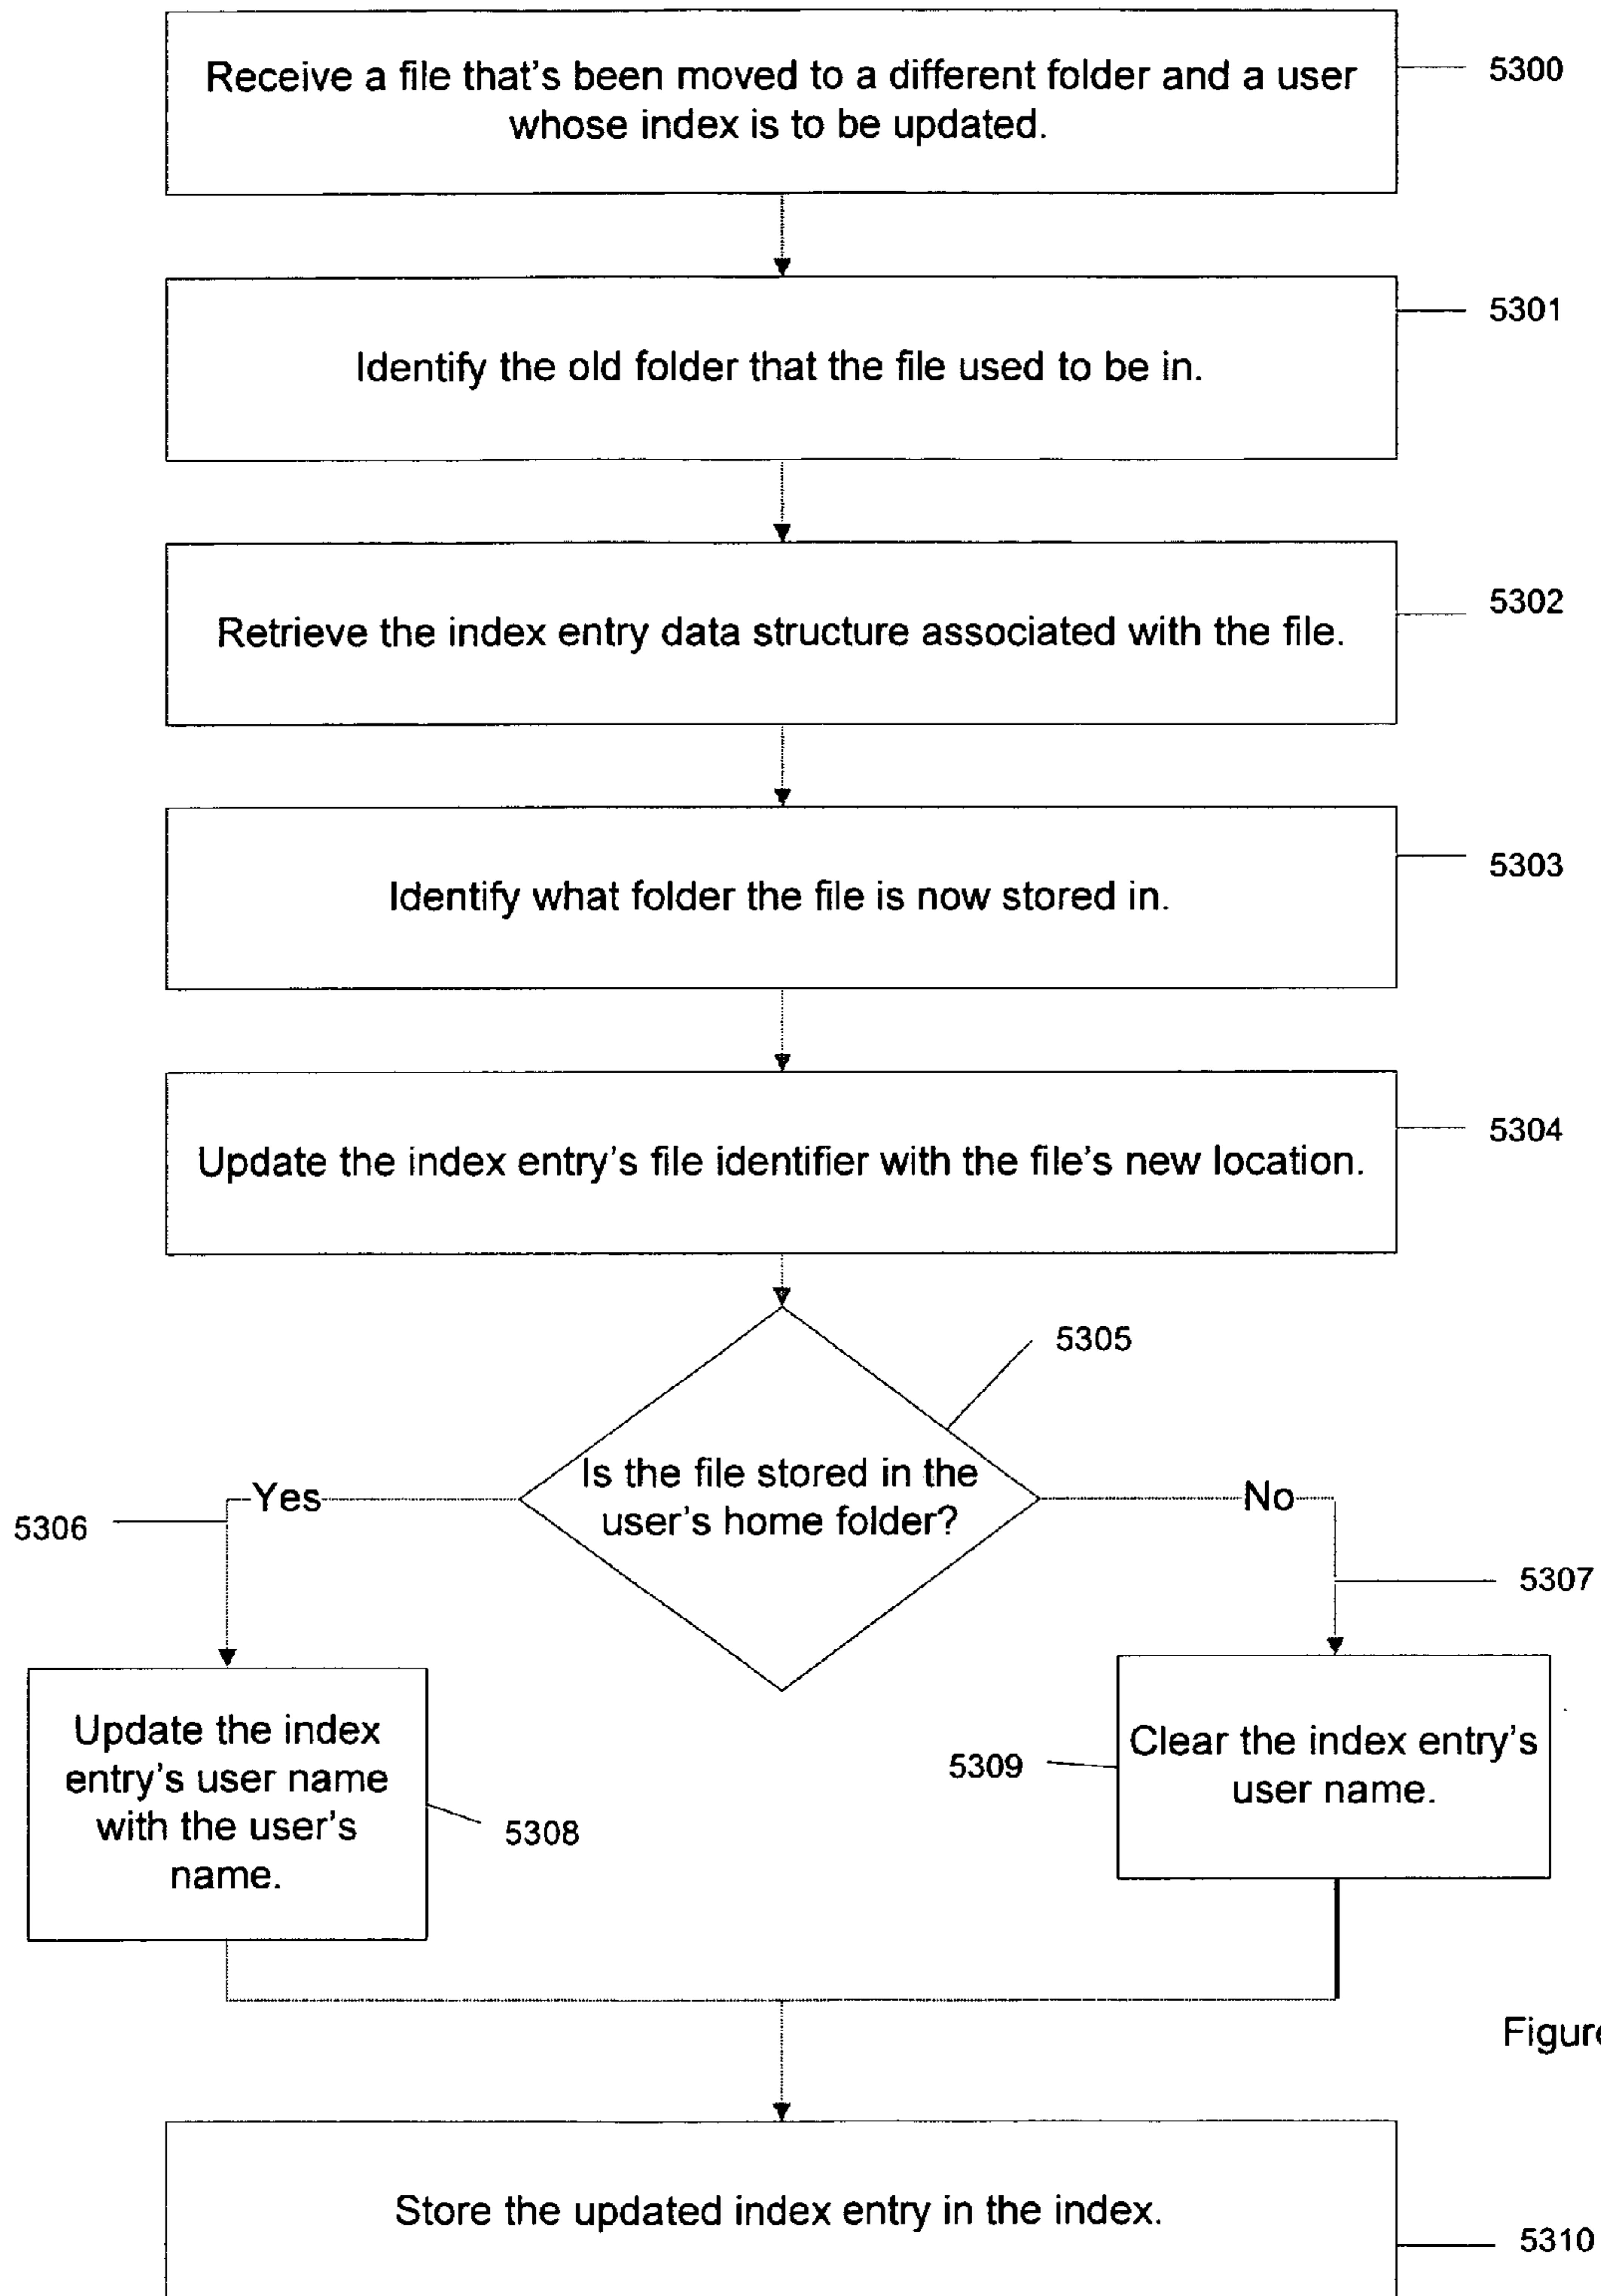 Receive a file that's been moved to a different folder and a user
whose index is to be updated.
5300
Identify the old folder that the file used to be in.
5301
Retrieve the index entry data structure associated with the file.
5302
Identify what folder the file is now stored in.
5303
Update the index entry's file identifier with the file's new location.
5304
5305
Is the file stored in the
user's home folder?
Yes
No
5306
5307
Update the index
entry's user name
with the user's
name.
5308
Clear the index entry's
user name.
5309
Figure
Store the updated index entry in the index.
5310